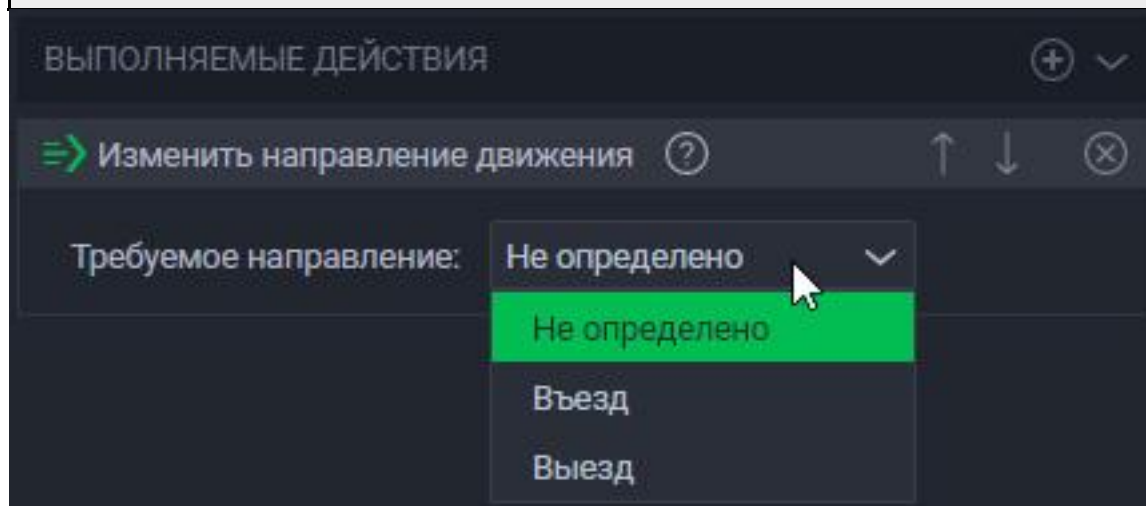 ВЫПОЛНЯЕМЫЕ ДЕЙСТВИЯ
Изменить направление движения ?
Требуемое направление: Не определено
Не определено
Въезд
Выезд